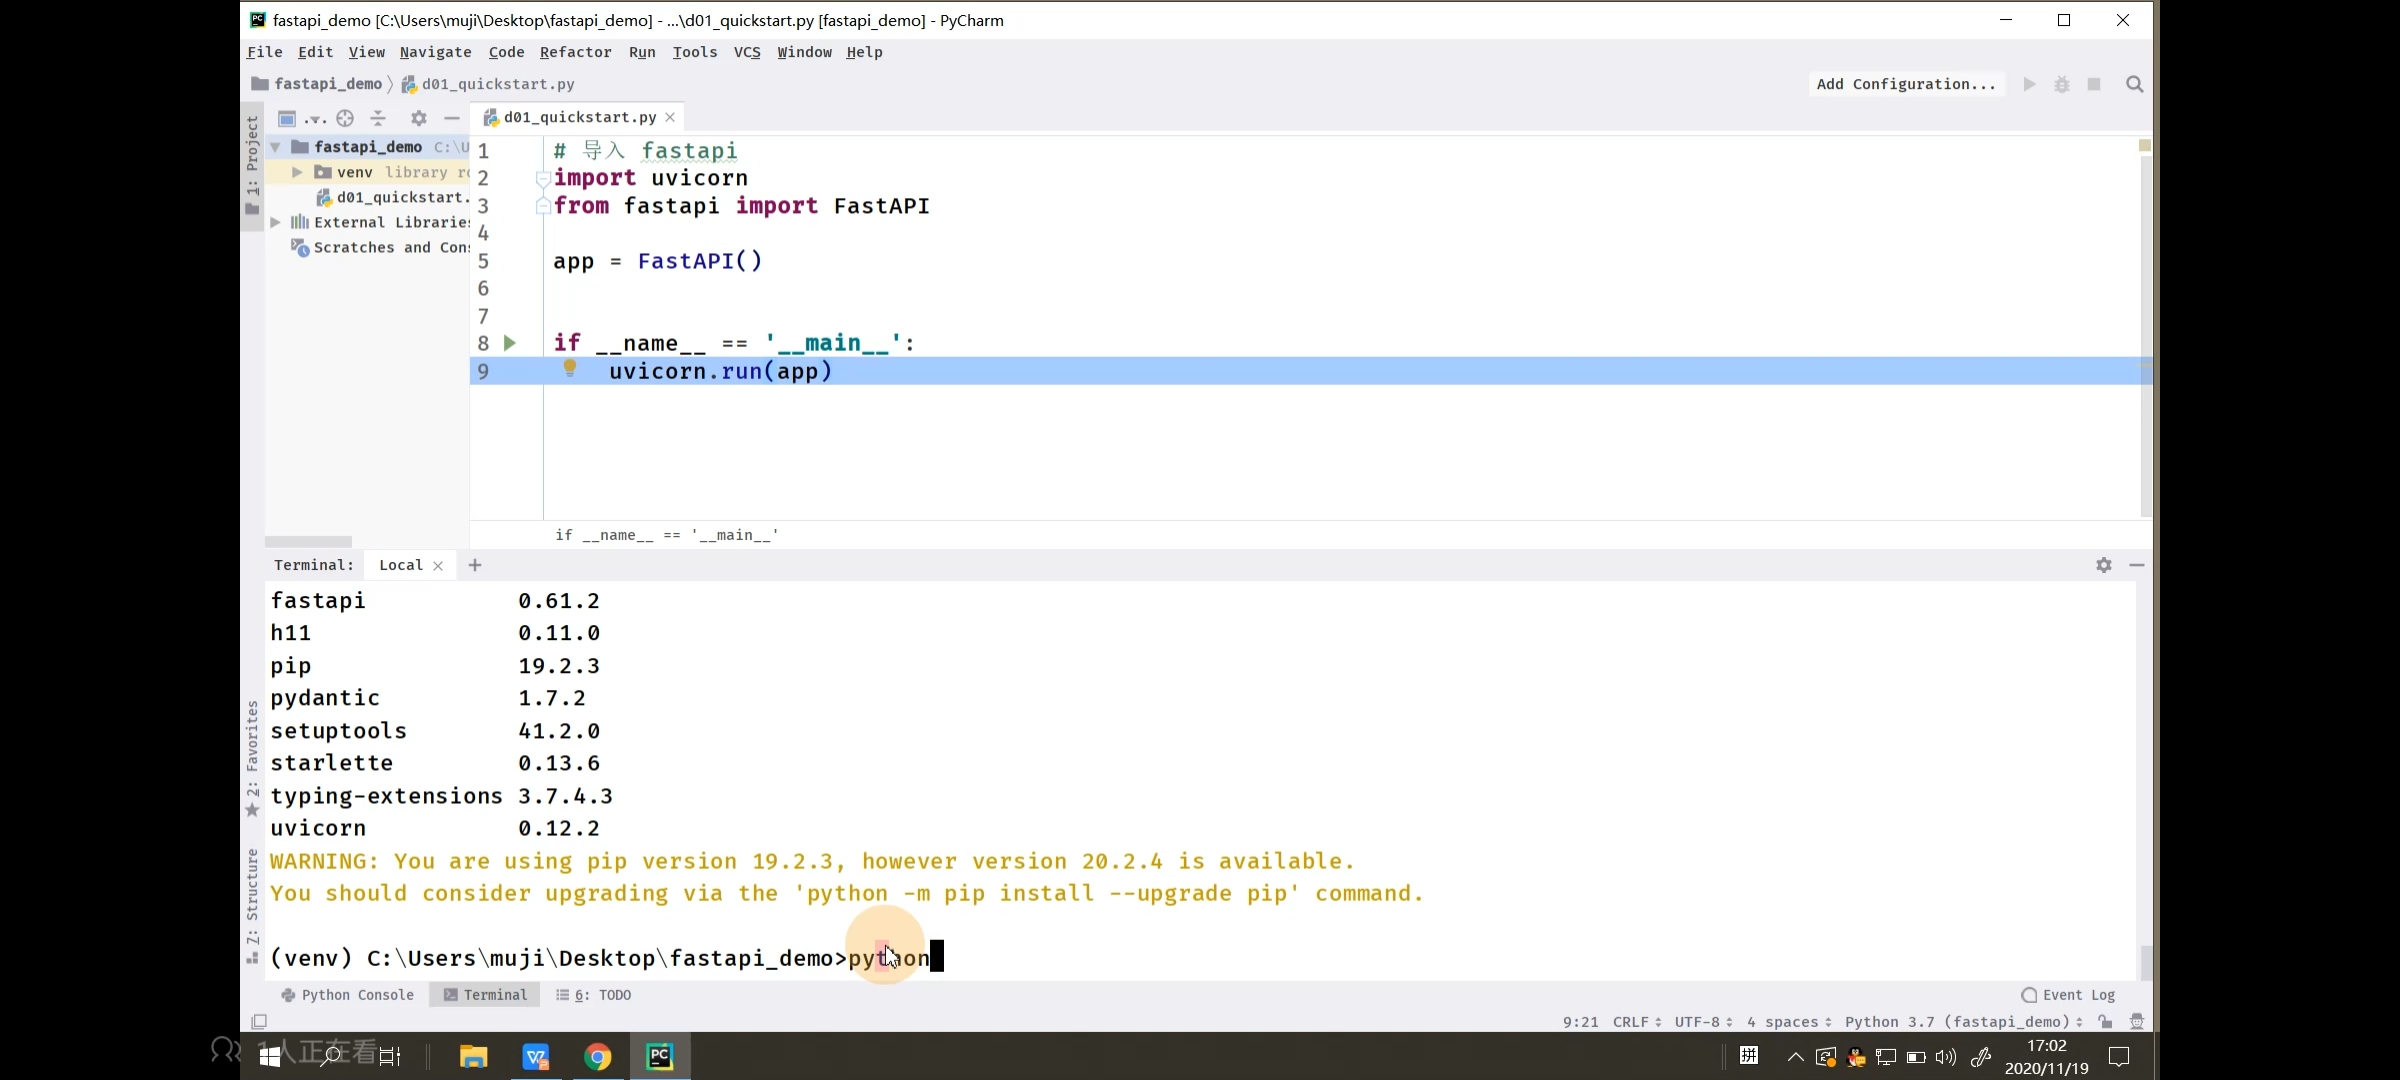 fastapi_demo [C:\Users\muji\Desktop\fastapi_demo] - ...\d01_quickstart.py [fastapi_demo] - PyCharm
File Edit View Navigate Code Refactor Run Tools VCS Window Help
fastapi_demo d01_quickstart.py Add Configuration...
1: Project
d01_quickstart.py
fastapi_demo C:\U
venv library ro
d01_quickstart.
External Libraries
Scratches and Con
1 # 导入 fastapi
2 import uvicorn
3 from fastapi import FastAPI
4
5 app = FastAPI()
6
7
8 if __name__ == '__main__':
9 uvicorn.run(app)
if __name__ == '__main__'
Terminal: Local +
fastapi 0.61.2
h11 0.11.0
pip 19.2.3
pydantic 1.7.2
setuptools 41.2.0
starlette 0.13.6
typing-extensions 3.7.4.3
uvicorn 0.12.2
WARNING: You are using pip version 19.2.3, however version 20.2.4 is available.
You should consider upgrading via the 'python -m pip install --upgrade pip' command.
(venv) C:\Users\muji\Desktop\fastapi_demo>python
2: Favorites
7: Structure
Python Console Terminal 6: TODO Event Log
9:21 CRLF UTF-8 4 spaces Python 3.7 (fastapi_demo)
1人正在看
拼
17:02
2020/11/19